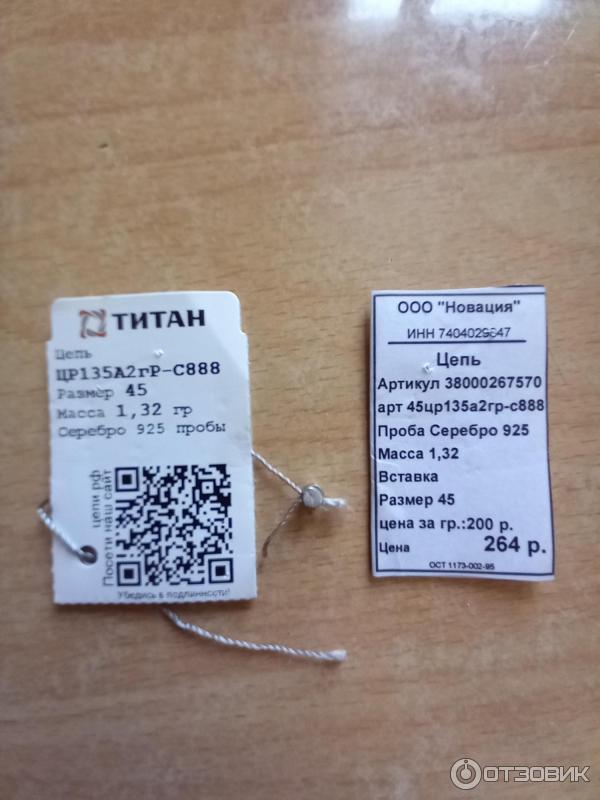 ТИТАН
Цепь
ЦР135А2гР-С888
Размер 45
Масса 1,32 гр
Серебро 925 пробы
цепи.рф
Посети наш сайт
Убедись в подлинности!
ООО "Новация"
ИНН 7404029647
Цепь
Артикул 38000267570
арт 45цр135а2гр-с888
Проба Серебро 925
Масса 1,32
Вставка
Размер 45
цена за гр.:200 р.
Цена 264 р.
ОСТ 1173-002-95
ОТЗОВИК